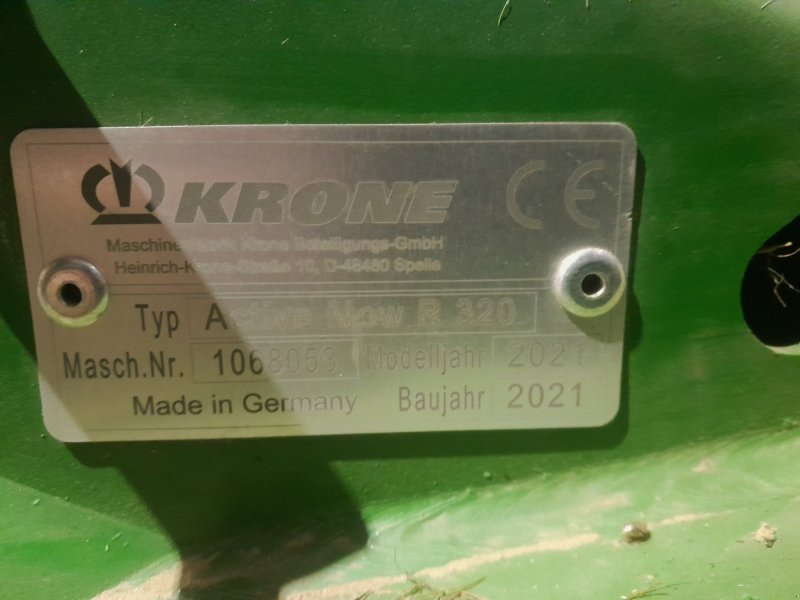 KRONE CE
Maschinenfabrik Krone Beteiligungs-GmbH
Heinrich-Krone-Straße 10, D-48480 Spelle
Typ Active Mow R 320
Masch.Nr. 1068053 Modelljahr 2021
Made in Germany Baujahr 2021